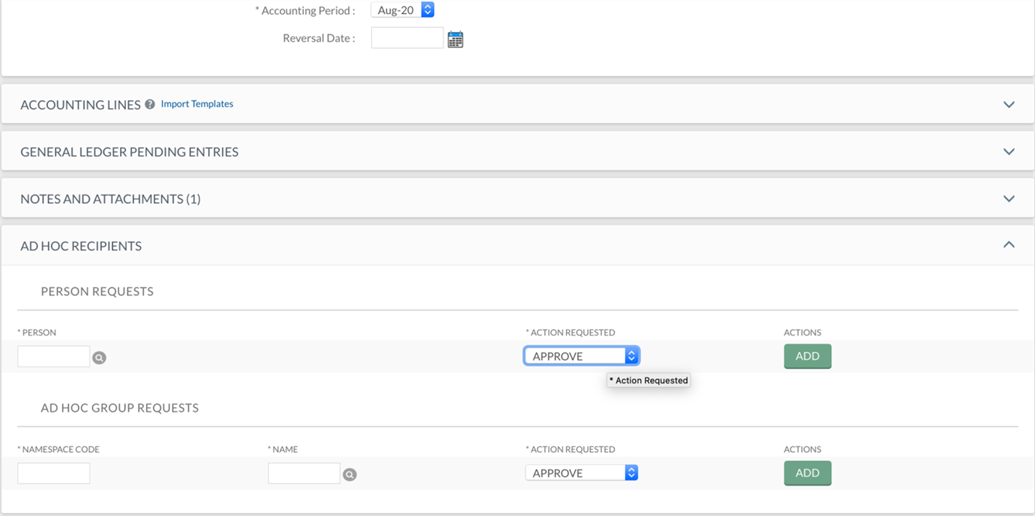 * Accounting Period : Aug-20
Reversal Date :
ACCOUNTING LINES ? Import Templates
GENERAL LEDGER PENDING ENTRIES
NOTES AND ATTACHMENTS (1)
AD HOC RECIPIENTS
PERSON REQUESTS
* PERSON * ACTION REQUESTED ACTIONS
APPROVE ADD
* Action Requested
AD HOC GROUP REQUESTS
* NAMESPACE CODE * NAME * ACTION REQUESTED ACTIONS
APPROVE ADD